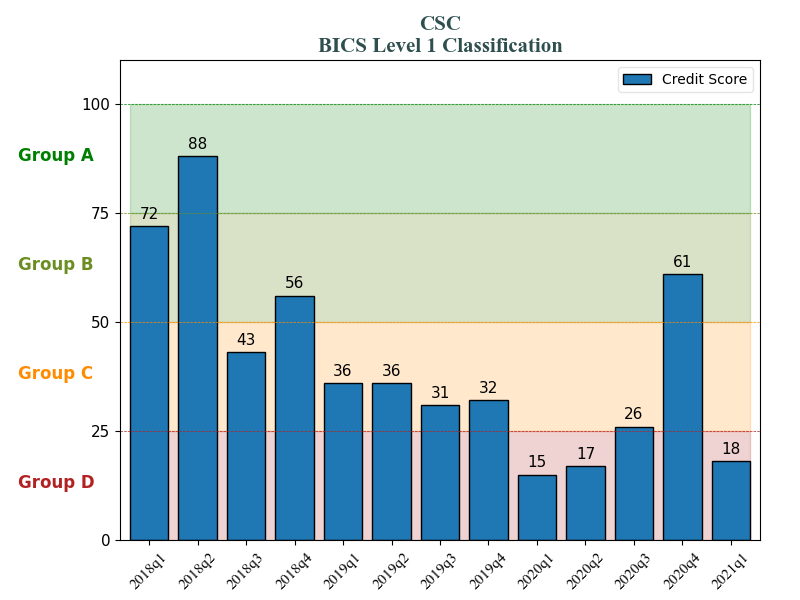 CSC
BICS Level 1 Classification
Credit Score
100
75
50
25
0
Group A
Group B
Group C
Group D
72
88
43
56
36
36
31
32
15
17
26
61
18
2018q1
2018q2
2018q3
2018q4
2019q1
2019q2
2019q3
2019q4
2020q1
2020q2
2020q3
2020q4
2021q1